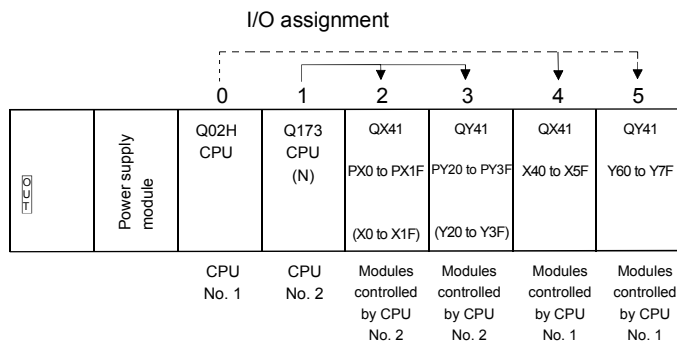 I/O assignment
0 1 2 3 4 5
OUT
Power supply module
Q02H CPU
Q173 CPU (N)
QX41
PX0 to PX1F
(X0 to X1F)
QY41
PY20 to PY3F
(Y20 to Y3F)
QX41
X40 to X5F
QY41
Y60 to Y7F
CPU No. 1
CPU No. 2
Modules controlled by CPU No. 2
Modules controlled by CPU No. 2
Modules controlled by CPU No. 1
Modules controlled by CPU No. 1